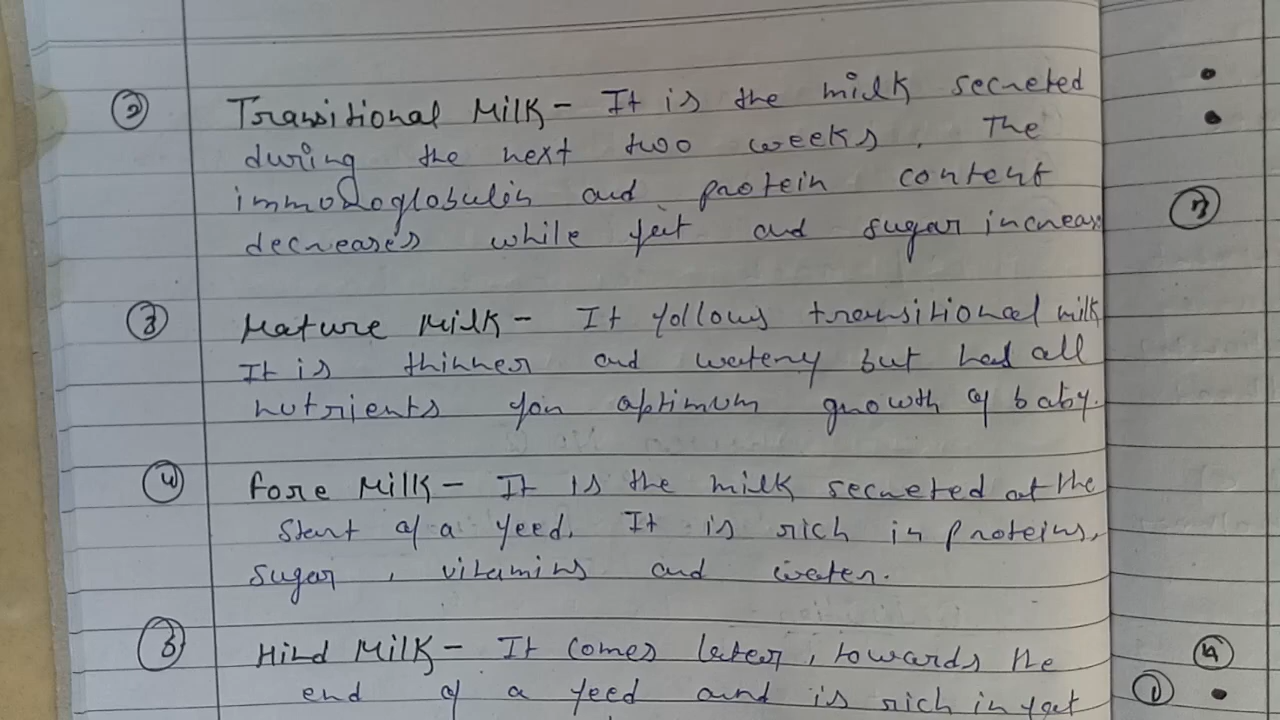 ② Transitional Milk - It is the milk secreted
during the next two weeks. The
immunoglobulin and protein content
decreases while fat and sugar increas
③ Mature Milk - It follows transitional milk
It is thinner and watery but had all
nutrients for optimum growth of baby.
④ Fore Milk - It is the milk secreted at the
start of a feed. It is rich in proteins,
sugar, vitamins and water.
⑤ Hind Milk - It comes later, towards the
end of a feed and is rich in fat
④
①